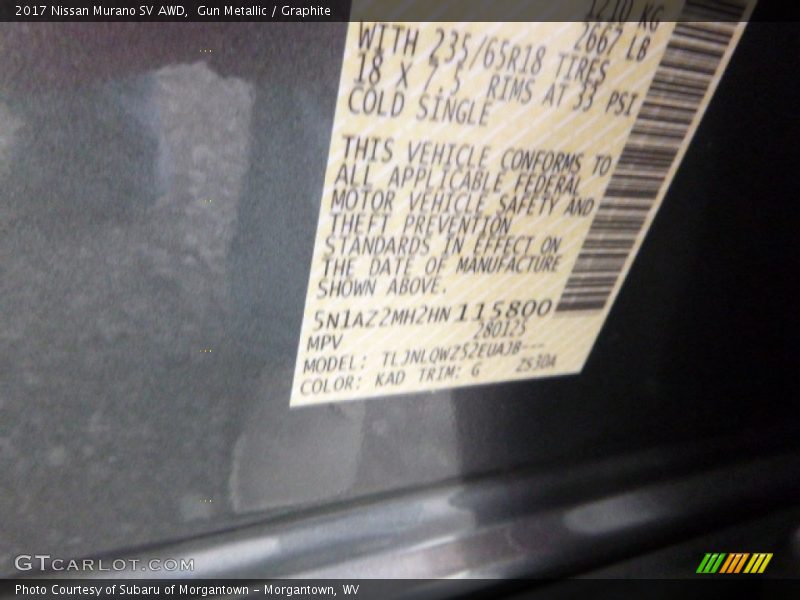 2017 Nissan Murano SV AWD,  Gun Metallic / Graphite
1210 KG
2667 LB
WITH 235/65R18 TIRES
18 X 7.5 RIMS AT 33 PSI
COLD SINGLE
THIS VEHICLE CONFORMS TO
ALL APPLICABLE FEDERAL
MOTOR VEHICLE SAFETY AND
THEFT PREVENTION
STANDARDS IN EFFECT ON
THE DATE OF MANUFACTURE
SHOWN ABOVE.
5N1AZ2MH2HN115800
MPV 280125
MODEL: TLJNLQWZ52EUAJB---
COLOR: KAD TRIM: G Z530A
GTCARLOT.COM
Photo Courtesy of Subaru of Morgantown - Morgantown, WV